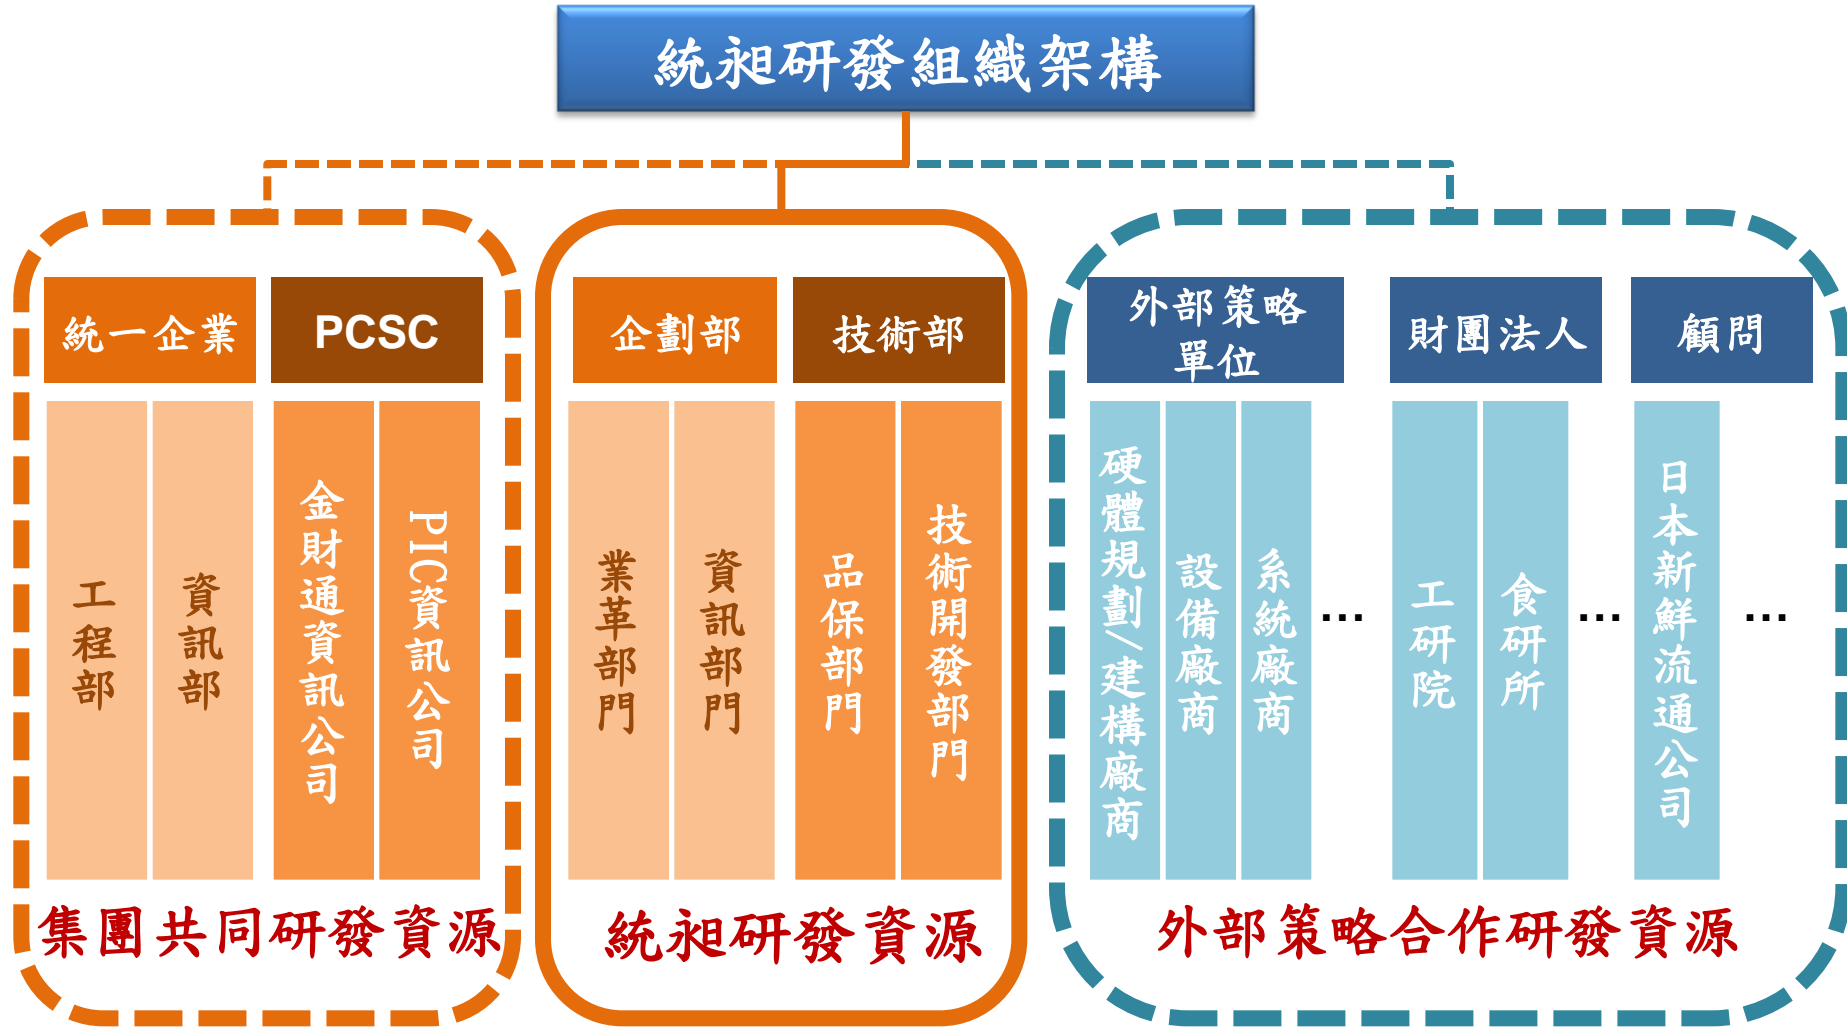 統昶研發組織架構
統一企業
PCSC
企劃部
技術部
外部策略
單位
財團法人
顧問
工程部
資訊部
金財通資訊公司
PIC資訊公司
業革部門
資訊部門
品保部門
技術開發部門
硬體規劃/建構廠商
設備廠商
系統廠商
...
工研院
食研所
...
日本新鮮流通公司
...
集團共同研發資源
統昶研發資源
外部策略合作研發資源